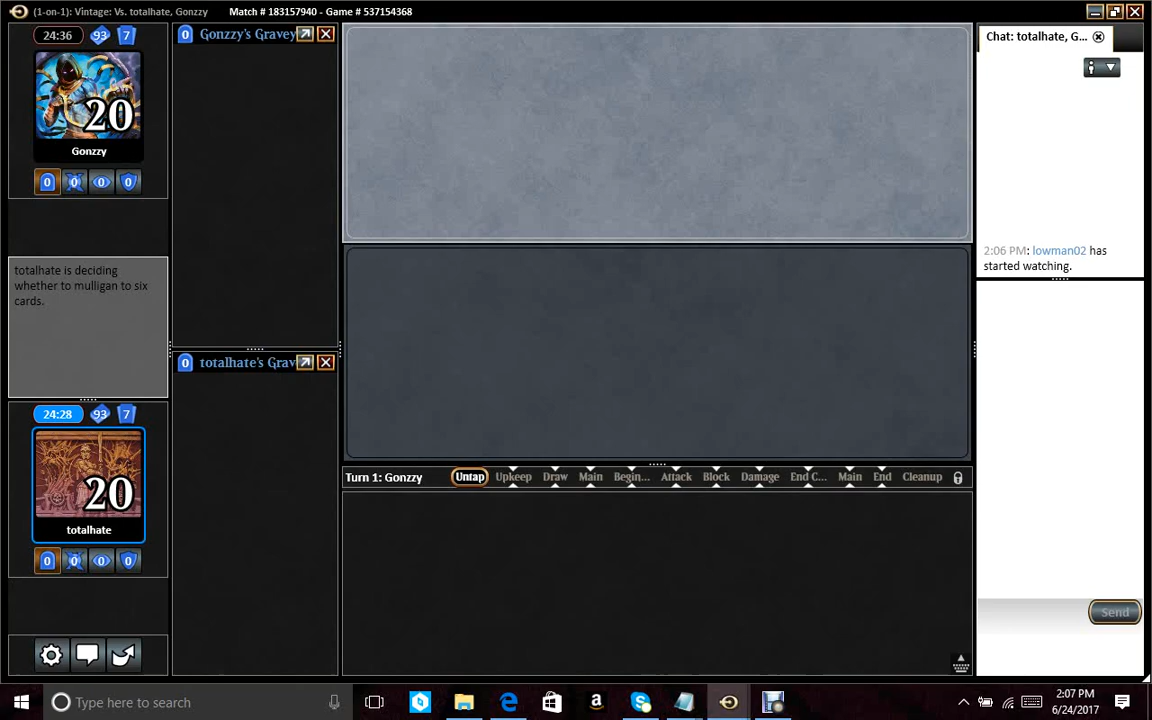 (1-on-1): Vintage: Vs. totalhate, Gonzzy
Match # 183157940 - Game # 537154368
24:36 93 7
20
Gonzzy
0 0 0 0
totalhate is deciding
whether to mulligan to six
cards.
24:28 93 7
20
totalhate
0 0 0 0
0 Gonzzy's Gravey
0 totalhate's Grav
Turn 1: Gonzzy Untap Upkeep Draw Main Begin... Attack Block Damage End C... Main End Cleanup
Chat: totalhate, G...
2:06 PM: lowman02 has
started watching.
Send
Type here to search
2:07 PM
6/24/2017